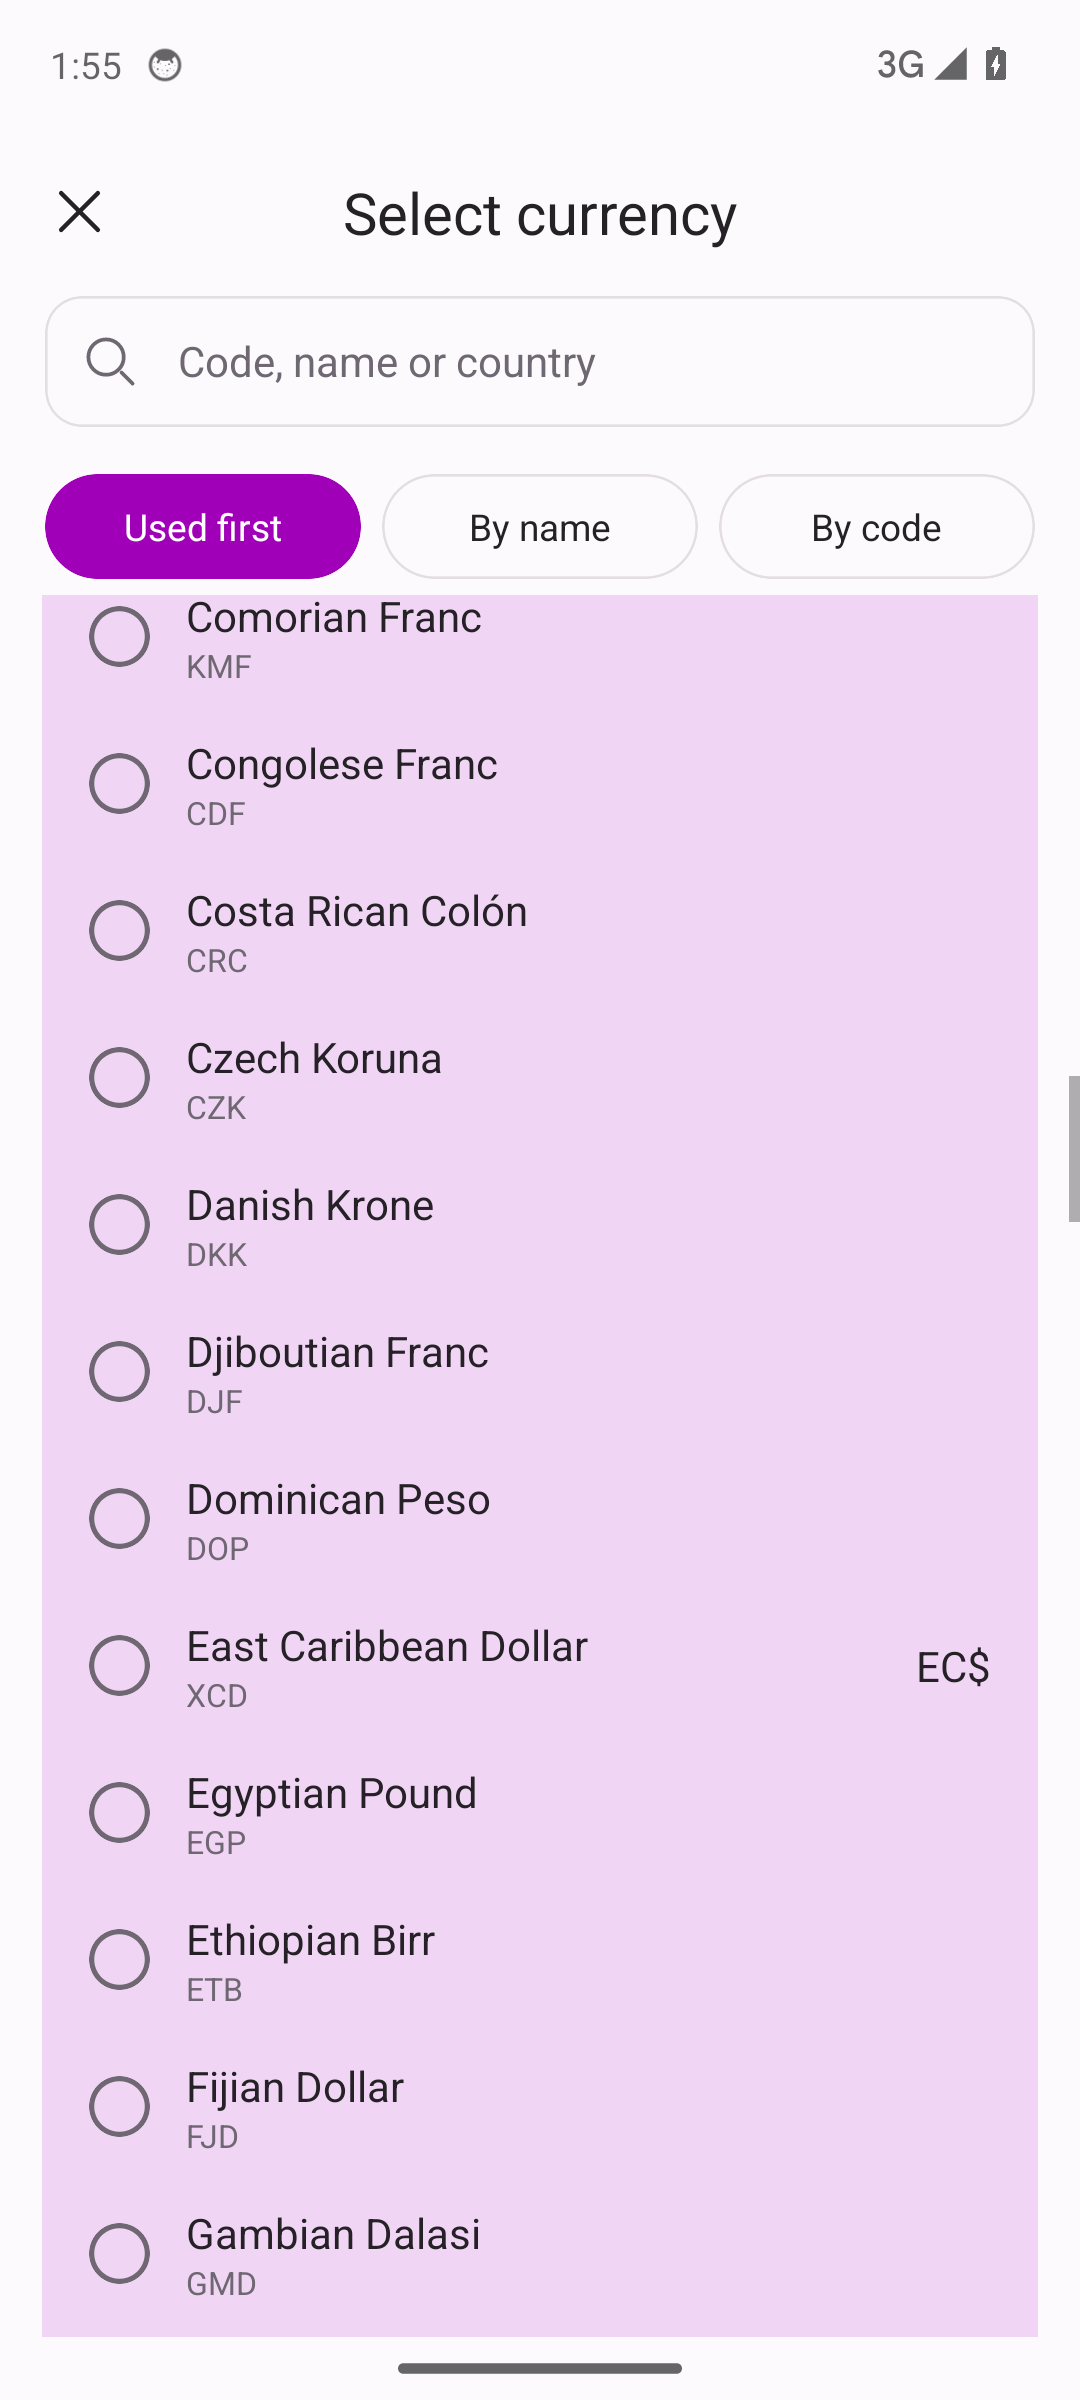 1:55
3G
Select currency
Code, name or country
Used first
By name
By code
Comorian Franc
KMF
Congolese Franc
CDF
Costa Rican Colón
CRC
Czech Koruna
CZK
Danish Krone
DKK
Djiboutian Franc
DJF
Dominican Peso
DOP
East Caribbean Dollar
EC$
XCD
Egyptian Pound
EGP
Ethiopian Birr
ETB
Fijian Dollar
FJD
Gambian Dalasi
GMD